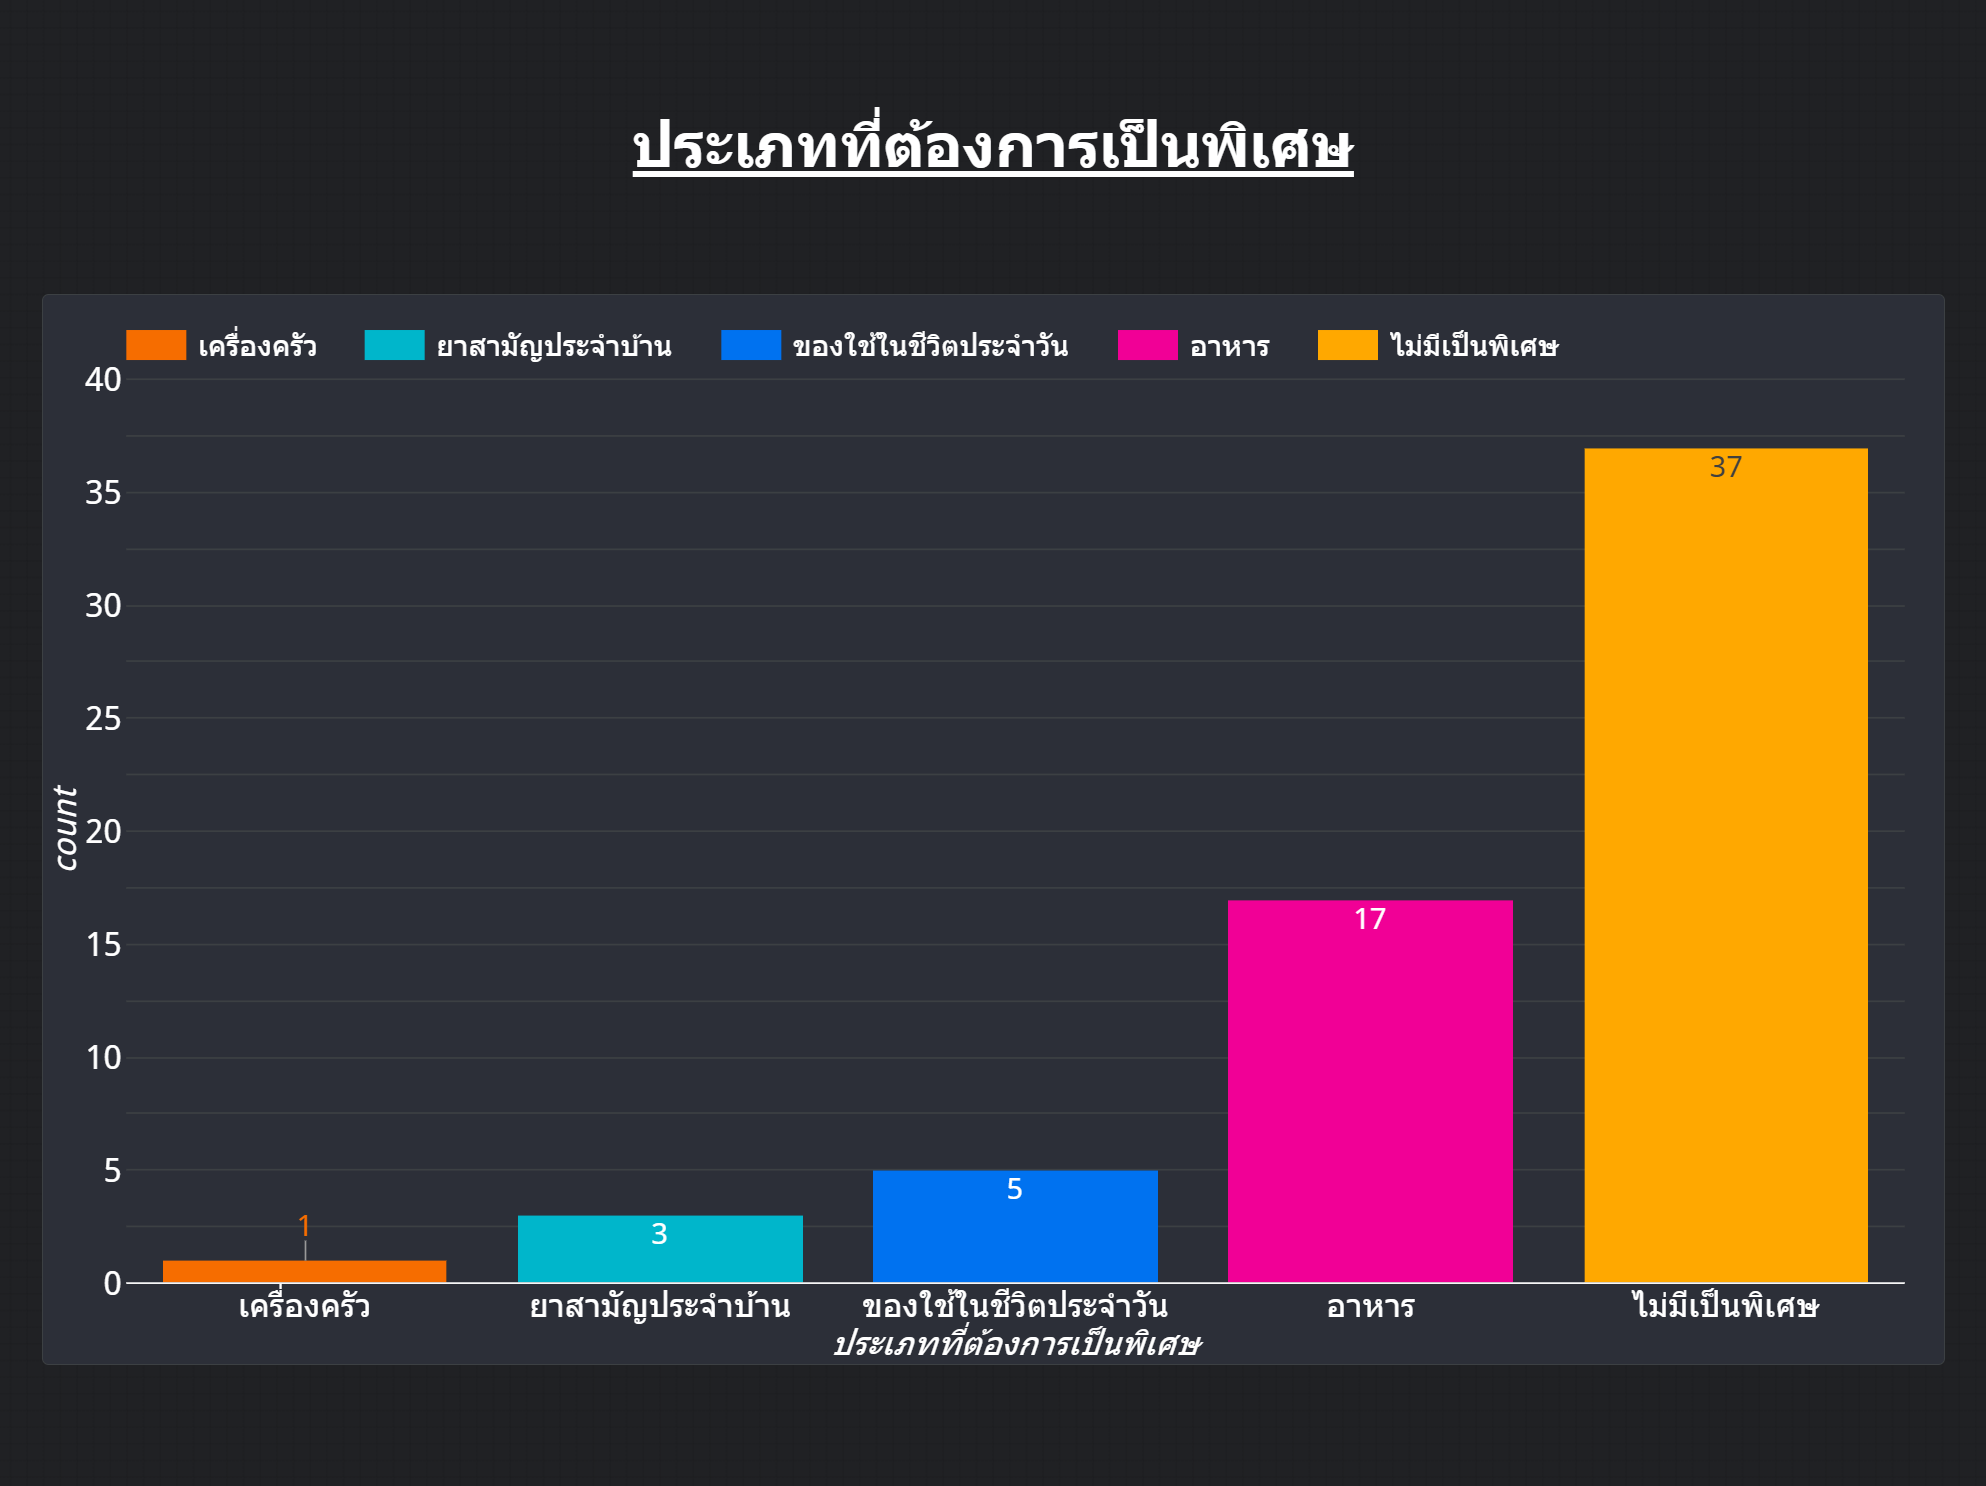 ประเภทที่ต้องการเป็นพิเศษ
เครื่องครัว ยาสามัญประจำบ้าน ของใช้ในชีวิตประจำวัน อาหาร ไม่มีเป็นพิเศษ
40
37
35
30
25
count
20
17
15
10
5
5
3
1
0
เครื่องครัว ยาสามัญประจำบ้าน ของใช้ในชีวิตประจำวัน อาหาร ไม่มีเป็นพิเศษ
ประเภทที่ต้องการเป็นพิเศษ